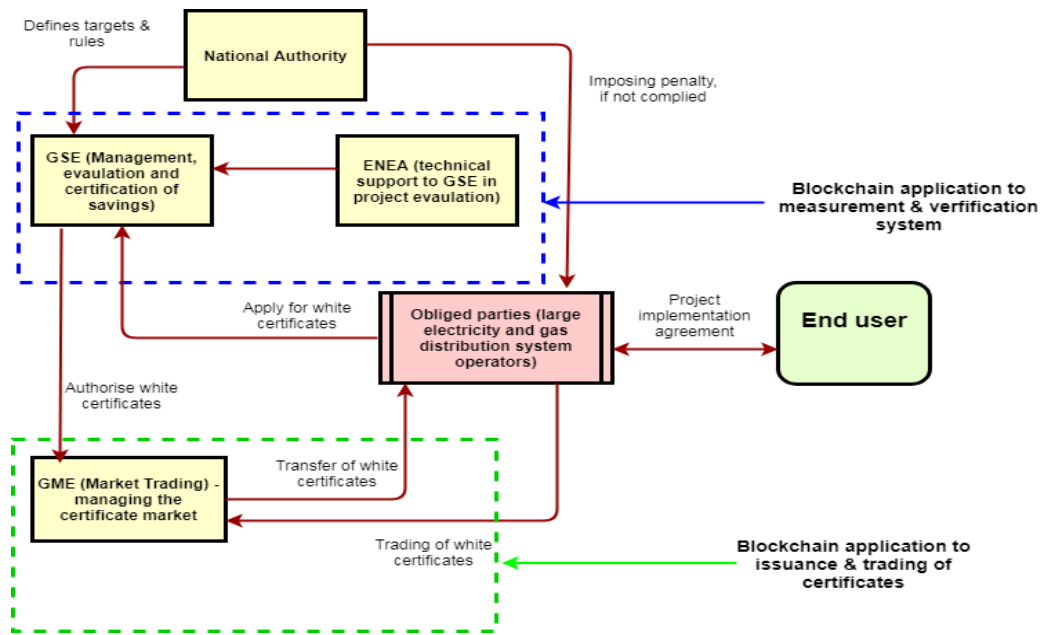 Defines targets &
rules
National Authority
Imposing penalty,
if not complied
GSE (Management,
evaulation and
certification of
savings)
ENEA (technical
support to GSE in
project evaulation)
Blockchain application to
measurement & verfification
system
Apply for white
certificates
Obliged parties (large
electricity and gas
distribution system
operators)
Project
implementation
agreement
End user
Authorise white
certificates
GME (Market Trading) -
managing the
certificate market
Transfer of white
certificates
Trading of white
certificates
Blockchain application to
issuance & trading of
certificates